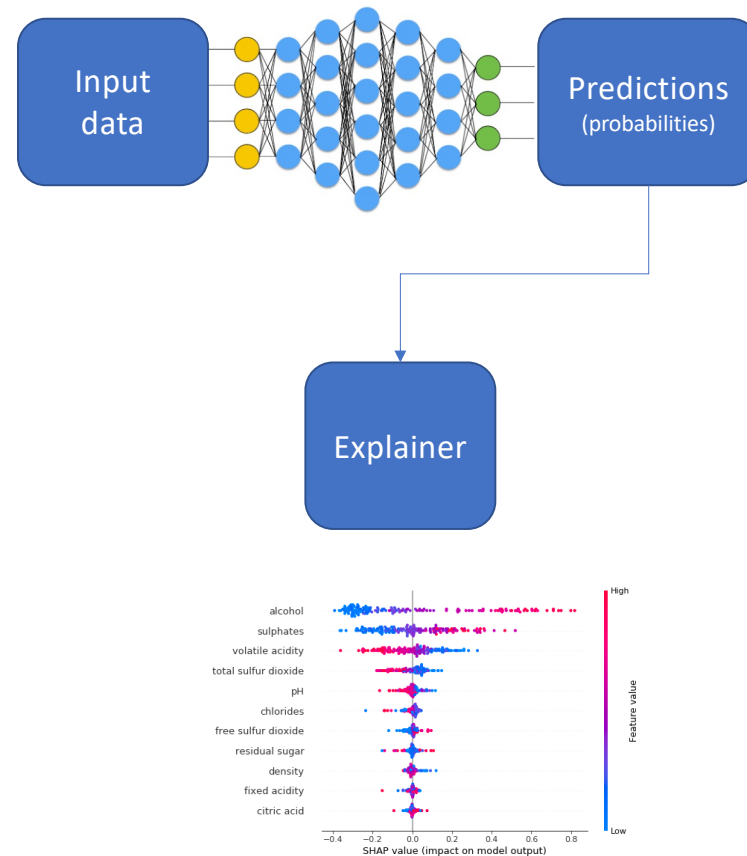 Input
data
Predictions
(probabilities)
Explainer
High
alcohol
sulphates
volatile acidity
total sulfur dioxide
pH
chlorides
free sulfur dioxide
residual sugar
density
fixed acidity
citric acid
Feature value
Low
−0.4 −0.2 0.0 0.2 0.4 0.6 0.8
SHAP value (impact on model output)